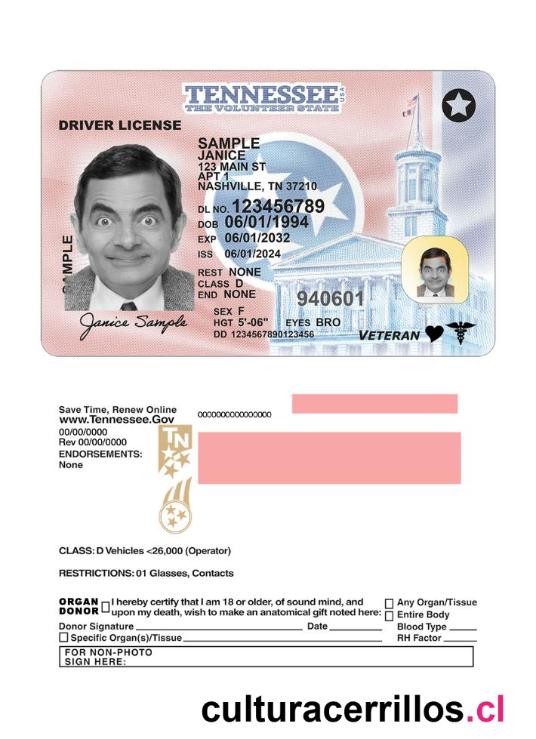 TENNESSEE USA
THE VOLUNTEER STATE
DRIVER LICENSE
SAMPLE
JANICE
123 MAIN ST
APT 1
NASHVILLE, TN 37210
DL NO. 123456789
DOB 06/01/1994
EXP 06/01/2032
ISS 06/01/2024
REST NONE
CLASS D
END NONE
940601
SEX F
HGT 5'-06" EYES BRO
DD 1234567890123456
VETERAN
SAMPLE
Janice Sample
Save Time, Renew Online
www.Tennessee.Gov
00/00/0000
Rev 00/00/0000
ENDORSEMENTS:
None
TN
CLASS: D Vehicles <26,000 (Operator)
RESTRICTIONS: 01 Glasses, Contacts
ORGAN DONOR
I hereby certify that I am 18 or older, of sound mind, and
upon my death, wish to make an anatomical gift noted here:
Any Organ/Tissue
Entire Body
Donor Signature Date Blood Type
Specific Organ(s)/Tissue RH Factor
FOR NON-PHOTO
SIGN HERE:
culturacerrillos.cl